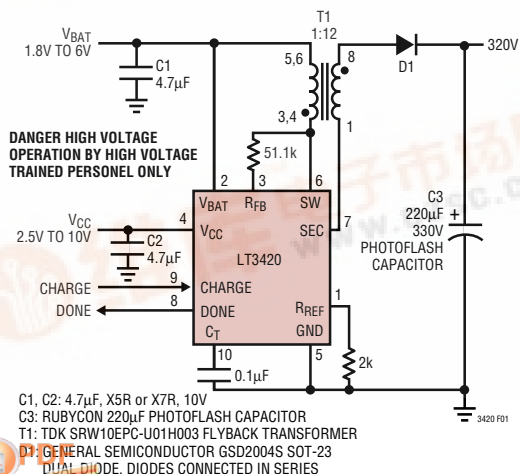 T1
1:12
VBAT
1.8V TO 6V
C1
4.7µF
5,6
8
D1
320V
3,4
1
DANGER HIGH VOLTAGE
OPERATION BY HIGH VOLTAGE
TRAINED PERSONEL ONLY
51.1k
2
3
6
VBAT
RFB
SW
VCC
2.5V TO 10V
4
VCC
SEC
7
C2
4.7µF
LT3420
C3
220µF
+
330V
PHOTOFLASH
CAPACITOR
CHARGE
9
CHARGE
DONE
8
DONE
RREF
1
CT
GND
10
5
2k
0.1µF
3420 F01
C1, C2: 4.7µF, X5R or X7R, 10V
C3: RUBYCON 220µF PHOTOFLASH CAPACITOR
T1: TDK SRW10EPC-U01H003 FLYBACK TRANSFORMER
D1: GENERAL SEMICONDUCTOR GSD2004S SOT-23
DUAL DIODE. DIODES CONNECTED IN SERIES
PDF